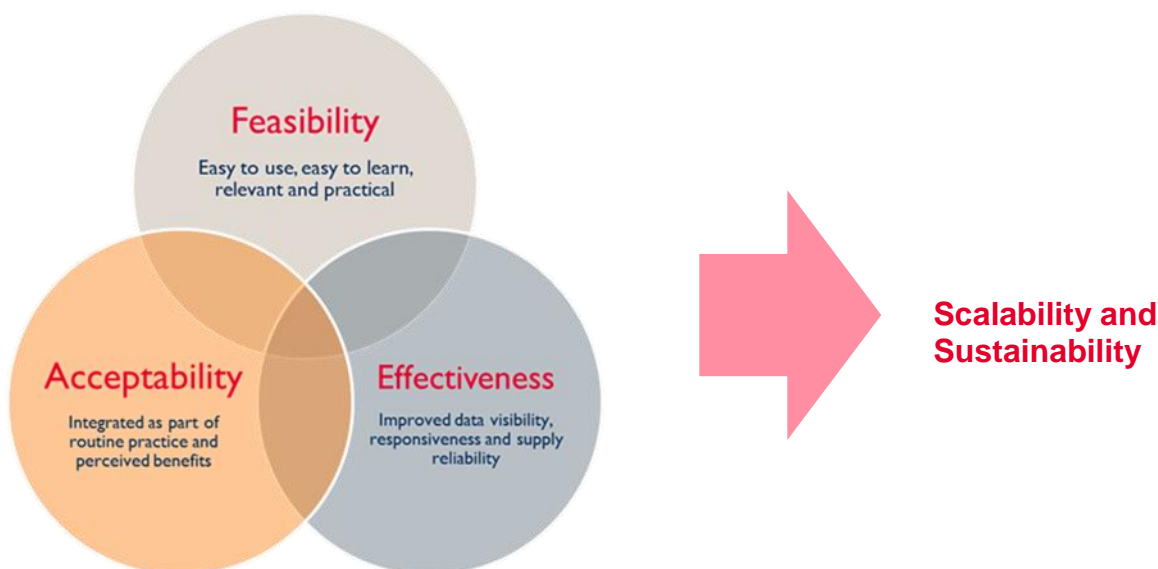 Feasibility
Easy to use, easy to learn,
relevant and practical
Acceptability
Integrated as part of
routine practice and
perceived benefits
Effectiveness
Improved data visibility,
responsiveness and supply
reliability
Scalability and
Sustainability